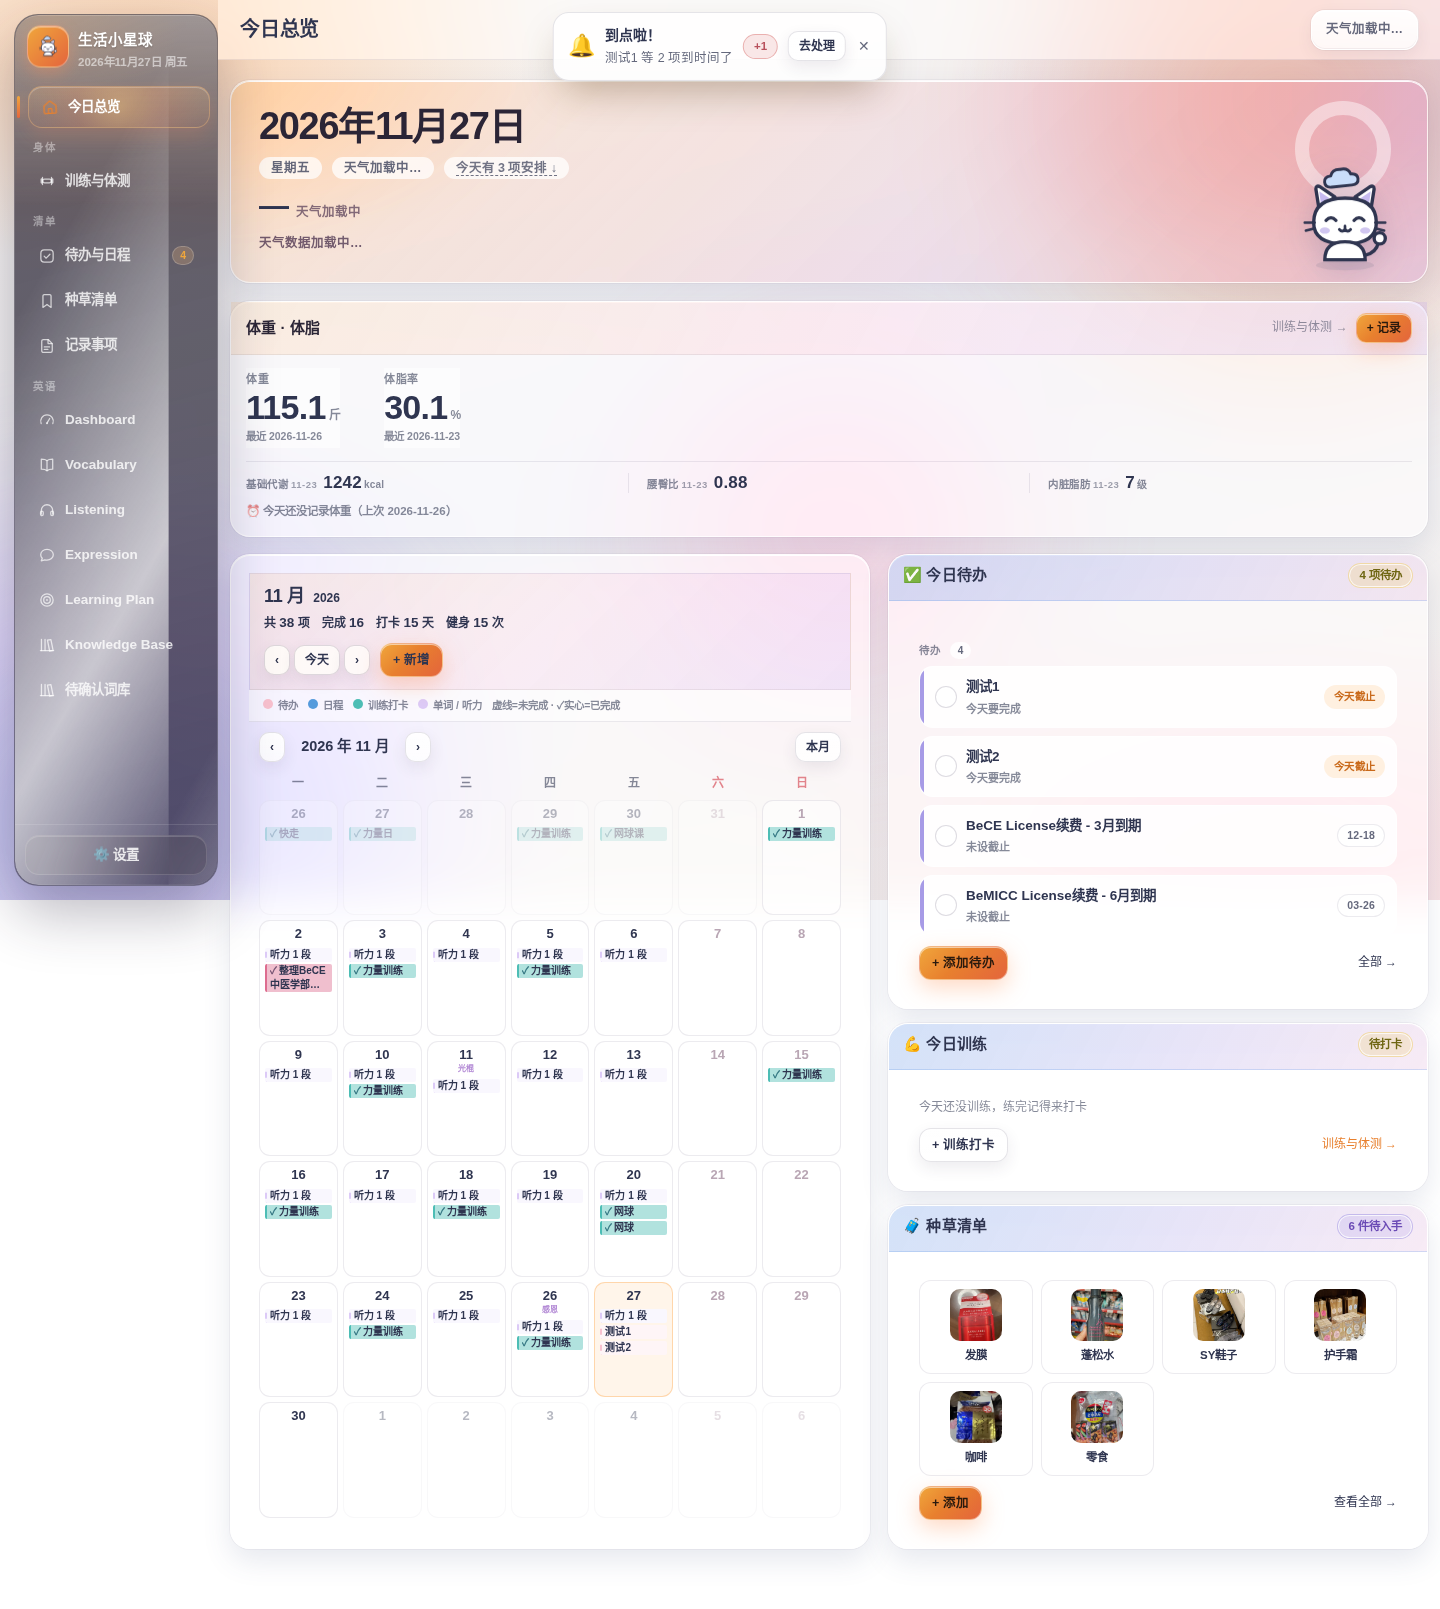 生活小星球
2026年11月27日 周五
今日总览
身体
训练与体测
清单
待办与日程 4
种草清单
记录事项
英语
Dashboard
Vocabulary
Listening
Expression
Learning Plan
Knowledge Base
待确认词库
⚙️ 设置
今日总览
🔔 到点啦！
测试1 等 2 项到时间了
+1
去处理
✕
天气加载中…
2026年11月27日
星期五 天气加载中… 今天有 3 项安排 ↓
— 天气加载中
天气数据加载中…
体重 · 体脂
训练与体测 →
+ 记录
体重
115.1 斤
最近 2026-11-26
体脂率
30.1 %
最近 2026-11-23
基础代谢 11-23 1242 kcal
腰臀比 11-23 0.88
内脏脂肪 11-23 7 级
⏰ 今天还没记录体重（上次 2026-11-26）
11 月 2026
共 38 项 完成 16 打卡 15 天 健身 15 次
‹ 今天 › + 新增
待办 日程 训练打卡 单词 / 听力 虚线=未完成 · ✓实心=已完成
‹ 2026 年 11 月 › 本月
一 二 三 四 五 六 日
26 27 28 29 30 31 1
✓快走 ✓力量日 ✓力量训练 ✓网球课 ✓力量训练
2 3 4 5 6 7 8
听力 1 段 听力 1 段 听力 1 段 听力 1 段 听力 1 段
✓整理BeCE ✓力量训练 ✓力量训练
中医学部…
9 10 11 12 13 14 15
光棍
听力 1 段 听力 1 段 听力 1 段 听力 1 段 听力 1 段 ✓力量训练
✓力量训练
16 17 18 19 20 21 22
听力 1 段 听力 1 段 听力 1 段 听力 1 段 听力 1 段
✓力量训练 ✓力量训练 ✓网球
✓网球
23 24 25 26 27 28 29
感恩
听力 1 段 听力 1 段 听力 1 段 听力 1 段 听力 1 段
✓力量训练 ✓力量训练 测试1
测试2
30 1 2 3 4 5 6
✅ 今日待办
4 项待办
待办 4
测试1
今天要完成
今天截止
测试2
今天要完成
今天截止
BeCE License续费 - 3月到期
未设截止
12-18
BeMICC License续费 - 6月到期
未设截止
03-26
+ 添加待办
全部 →
💪 今日训练
待打卡
今天还没训练，练完记得来打卡
+ 训练打卡
训练与体测 →
🧳 种草清单
6 件待入手
发膜 蓬松水 SY鞋子 护手霜
咖啡 零食
+ 添加
查看全部 →